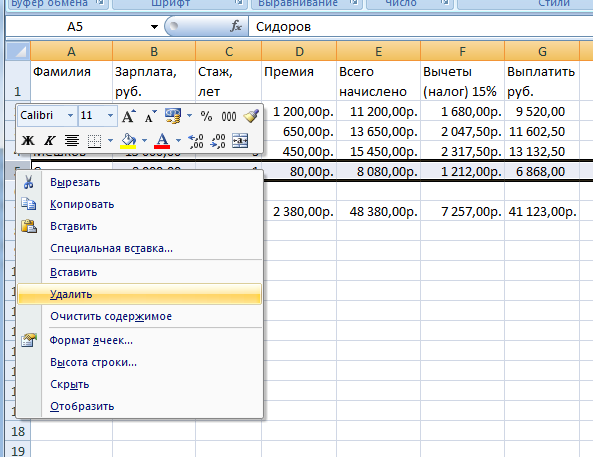 Буфер обмена Шрифт Выравнивание Число Стили
A5 fx Сидоров
A B C D E F G
1 Фамилия Зарплата, руб. Стаж, лет Премия Всего начислено Вычеты (налог) 15% Выплатить руб.
Calibri 11 A A % 000
Ж К A
1 200,00р. 11 200,00р. 1 680,00р. 9 520,00
650,00р. 13 650,00р. 2 047,50р. 11 602,50
450,00р. 15 450,00р. 2 317,50р. 13 132,50
80,00р. 8 080,00р. 1 212,00р. 6 868,00
2 380,00р. 48 380,00р. 7 257,00р. 41 123,00р.
Вырезать
Копировать
Вставить
Специальная вставка...
Вставить
Удалить
Очистить содержимое
Формат ячеек...
Высота строки...
Скрыть
Отобразить
18
19